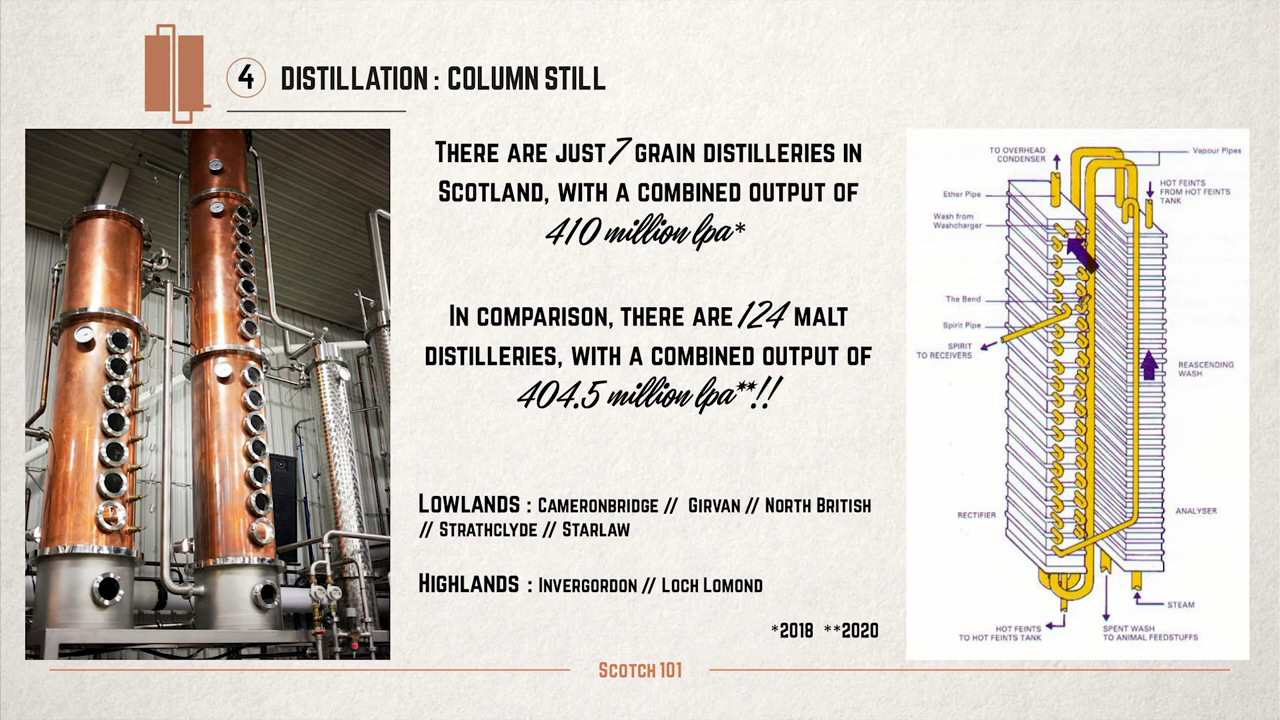 4 DISTILLATION : COLUMN STILL
THERE ARE JUST 7 GRAIN DISTILLERIES IN
SCOTLAND, WITH A COMBINED OUTPUT OF
410 million lpa*
IN COMPARISON, THERE ARE 124 MALT
DISTILLERIES, WITH A COMBINED OUTPUT OF
404.5 million lpa**!!
LOWLANDS : CAMERONBRIDGE // GIRVAN // NORTH BRITISH
// STRATHCLYDE // STARLAW
HIGHLANDS : INVERGORDON // LOCH LOMOND
*2018 **2020
TO OVERHEAD
CONDENSER
Vapour Pipes
Ether Pipe
HOT FEINTS
FROM HOT FEINTS
TANK
Wash from
Washcharger
The Bend
Spirit Pipe
SPIRIT
TO RECEIVERS
REASCENDING
WASH
RECTIFIER
ANALYSER
STEAM
HOT FEINTS
TO HOT FEINTS TANK
SPENT WASH
TO ANIMAL FEEDSTUFFS
SCOTCH 101